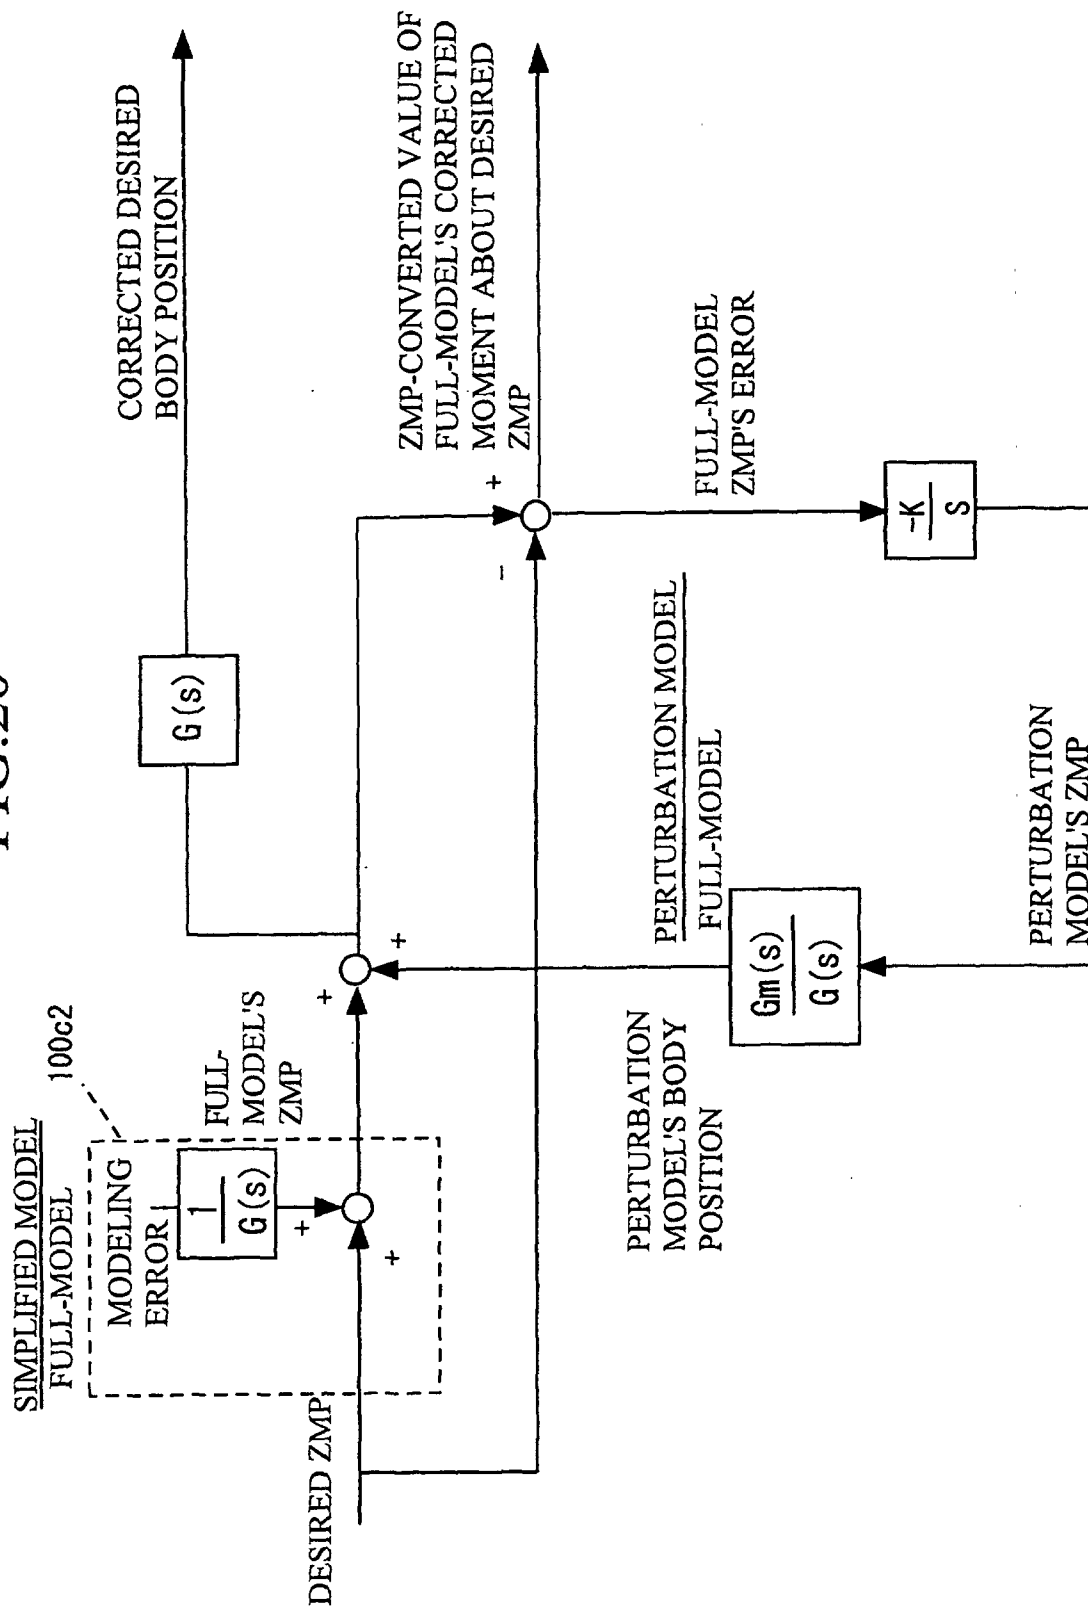 SIMPLIFIED MODEL
FULL-MODEL
100c2
MODELING
ERROR
1
G(s)
FULL-
MODEL'S
ZMP
+
+
DESIRED ZMP
G(s)
CORRECTED DESIRED
BODY POSITION
+
+
ZMP-CONVERTED VALUE OF
FULL-MODEL'S CORRECTED
MOMENT ABOUT DESIRED
ZMP
+
−
PERTURBATION
MODEL'S BODY
POSITION
PERTURBATION MODEL
FULL-MODEL
FULL-MODEL
ZMP'S ERROR
Gm(s)
G(s)
-K
S
PERTURBATION
MODEL'S ZMP